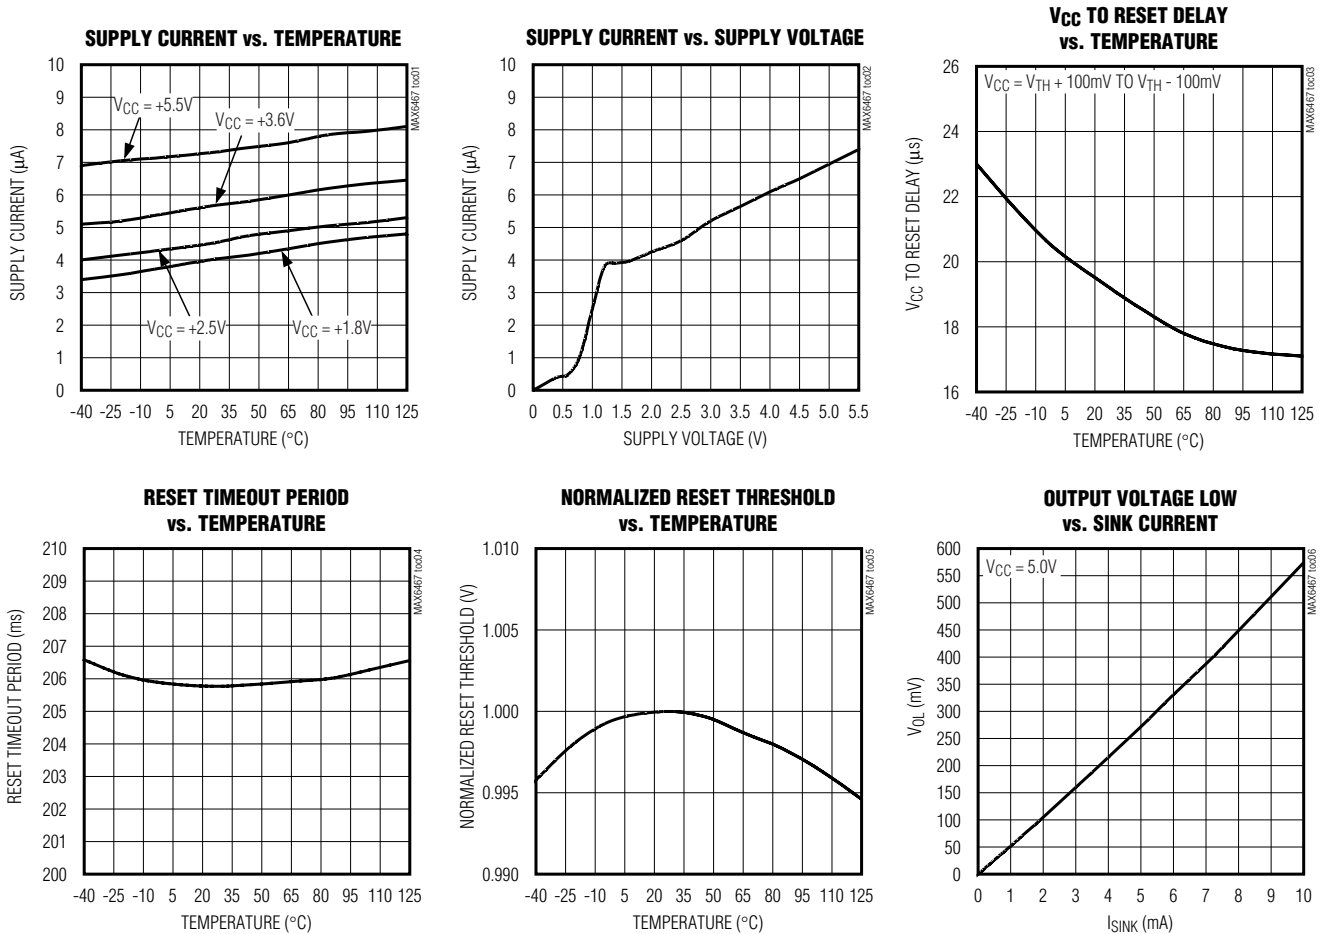 SUPPLY CURRENT vs. TEMPERATURE
10
9
8
7
6
5
4
3
2
1
0
SUPPLY CURRENT (μA)
VCC = +5.5V
VCC = +3.6V
VCC = +2.5V
VCC = +1.8V
MAX6467 toc01
-40 -25 -10 5 20 35 50 65 80 95 110 125
TEMPERATURE (°C)
SUPPLY CURRENT vs. SUPPLY VOLTAGE
10
9
8
7
6
5
4
3
2
1
0
SUPPLY CURRENT (μA)
MAX6467 toc02
0 0.5 1.0 1.5 2.0 2.5 3.0 3.5 4.0 4.5 5.0 5.5
SUPPLY VOLTAGE (V)
VCC TO RESET DELAY
vs. TEMPERATURE
26
24
22
20
18
16
VCC TO RESET DELAY (μs)
VCC = VTH + 100mV TO VTH - 100mV
MAX6467 toc03
-40 -25 -10 5 20 35 50 65 80 95 110 125
TEMPERATURE (°C)
RESET TIMEOUT PERIOD
vs. TEMPERATURE
210
209
208
207
206
205
204
203
202
201
200
RESET TIMEOUT PERIOD (ms)
MAX6467 toc04
-40 -25 -10 5 20 35 50 65 80 95 110 125
TEMPERATURE (°C)
NORMALIZED RESET THRESHOLD
vs. TEMPERATURE
1.010
1.005
1.000
0.995
0.990
NORMALIZED RESET THRESHOLD (V)
MAX6467 toc05
-40 -25 -10 5 20 35 50 65 80 95 110 125
TEMPERATURE (°C)
OUTPUT VOLTAGE LOW
vs. SINK CURRENT
600
550
500
450
400
350
300
250
200
150
100
50
0
VOL (mV)
VCC = 5.0V
MAX6467 toc06
0 1 2 3 4 5 6 7 8 9 10
ISINK (mA)